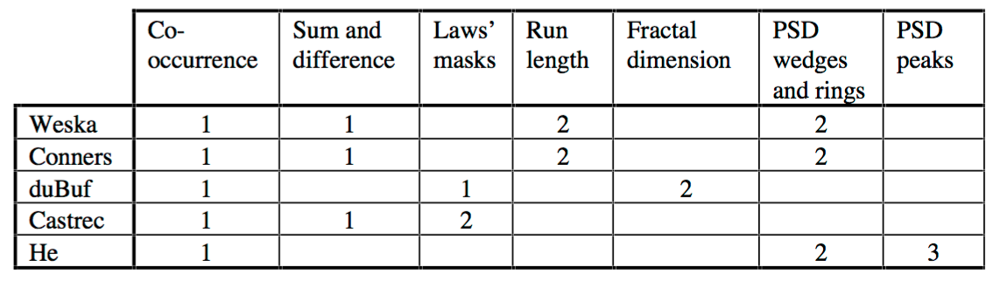 Co- Sum and Laws’ Run Fractal PSD PSD
occurrence difference masks length dimension wedges peaks
and rings
Weska 1 1 2 2
Conners 1 1 2 2
duBuf 1 1 2
Castrec 1 1 2
He 1 2 3